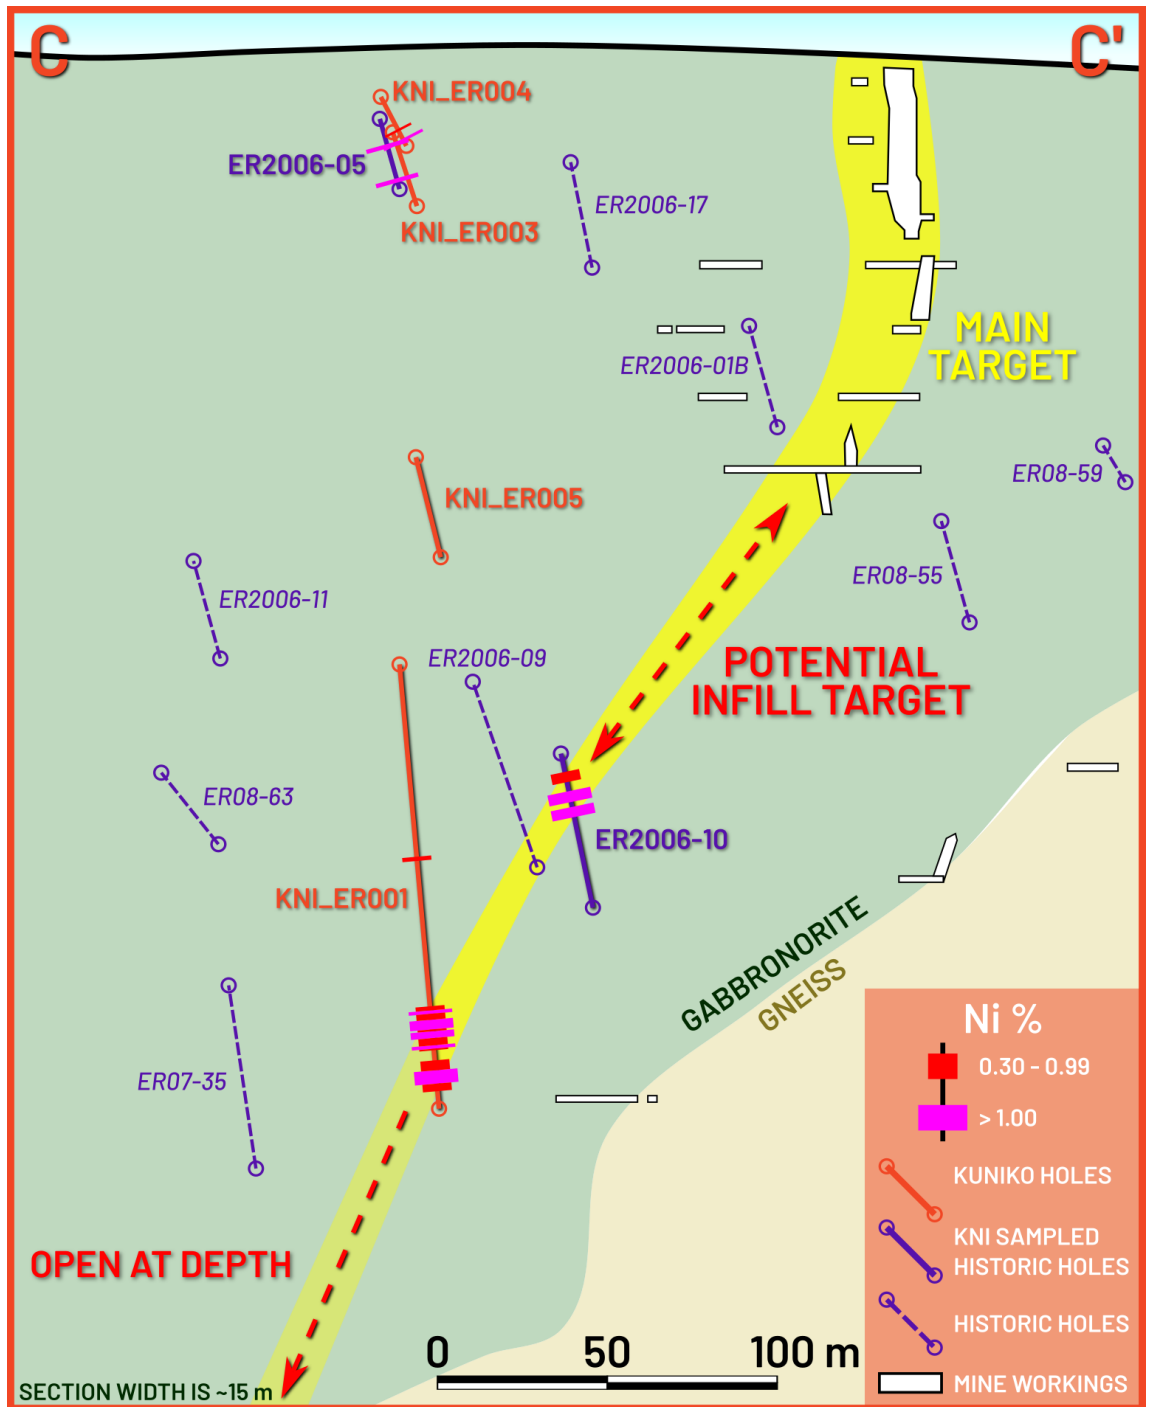 C
C'
KNI_ER004
ER2006-05
ER2006-17
KNI_ER003
MAIN
TARGET
ER2006-01B
ER08-59
KNI_ER005
ER08-55
ER2006-11
ER2006-09
POTENTIAL
INFILL TARGET
ER08-63
ER2006-10
KNI_ER001
GABBRONORITE
GNEISS
ER07-35
OPEN AT DEPTH
Ni %
0.30 - 0.99
> 1.00
KUNIKO HOLES
KNI SAMPLED
HISTORIC HOLES
HISTORIC HOLES
MINE WORKINGS
0 50 100 m
SECTION WIDTH IS ~15 m